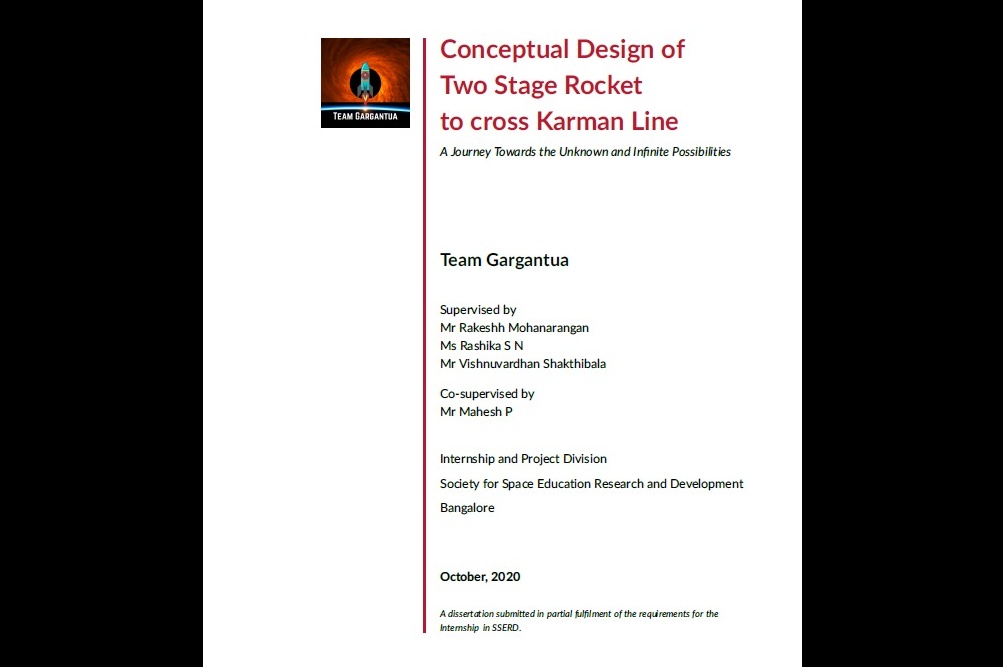 TEAM GARGANTUA
Conceptual Design of
Two Stage Rocket
to cross Karman Line
A Journey Towards the Unknown and Infinite Possibilities
Team Gargantua
Supervised by
Mr Rakeshh Mohanarangan
Ms Rashika S N
Mr Vishnuvardhan Shakthibala
Co-supervised by
Mr Mahesh P
Internship and Project Division
Society for Space Education Research and Development
Bangalore
October, 2020
A dissertation submitted in partial fulfilment of the requirements for the
Internship in SSERD.